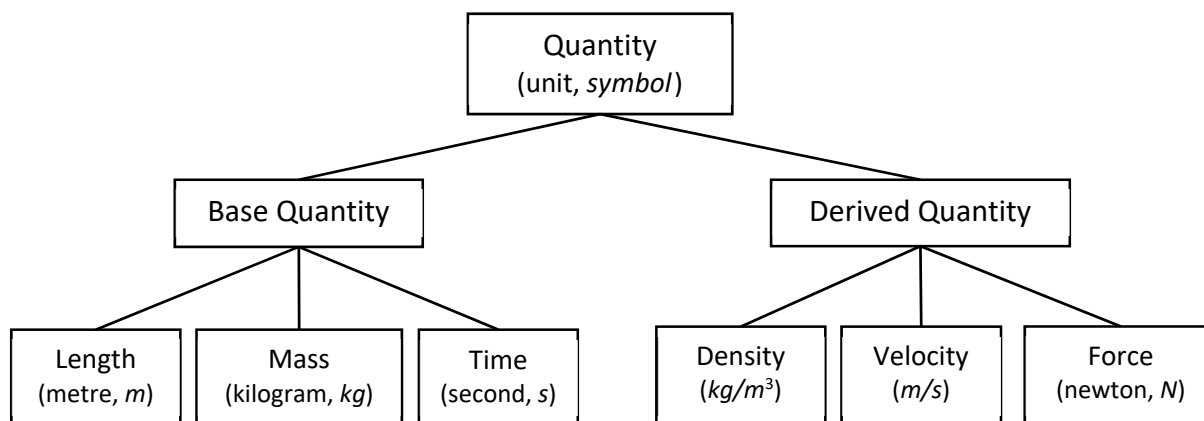 Quantity
(unit, symbol)
Base Quantity
Derived Quantity
Length
(metre, m)
Mass
(kilogram, kg)
Time
(second, s)
Density
(kg/m³)
Velocity
(m/s)
Force
(newton, N)